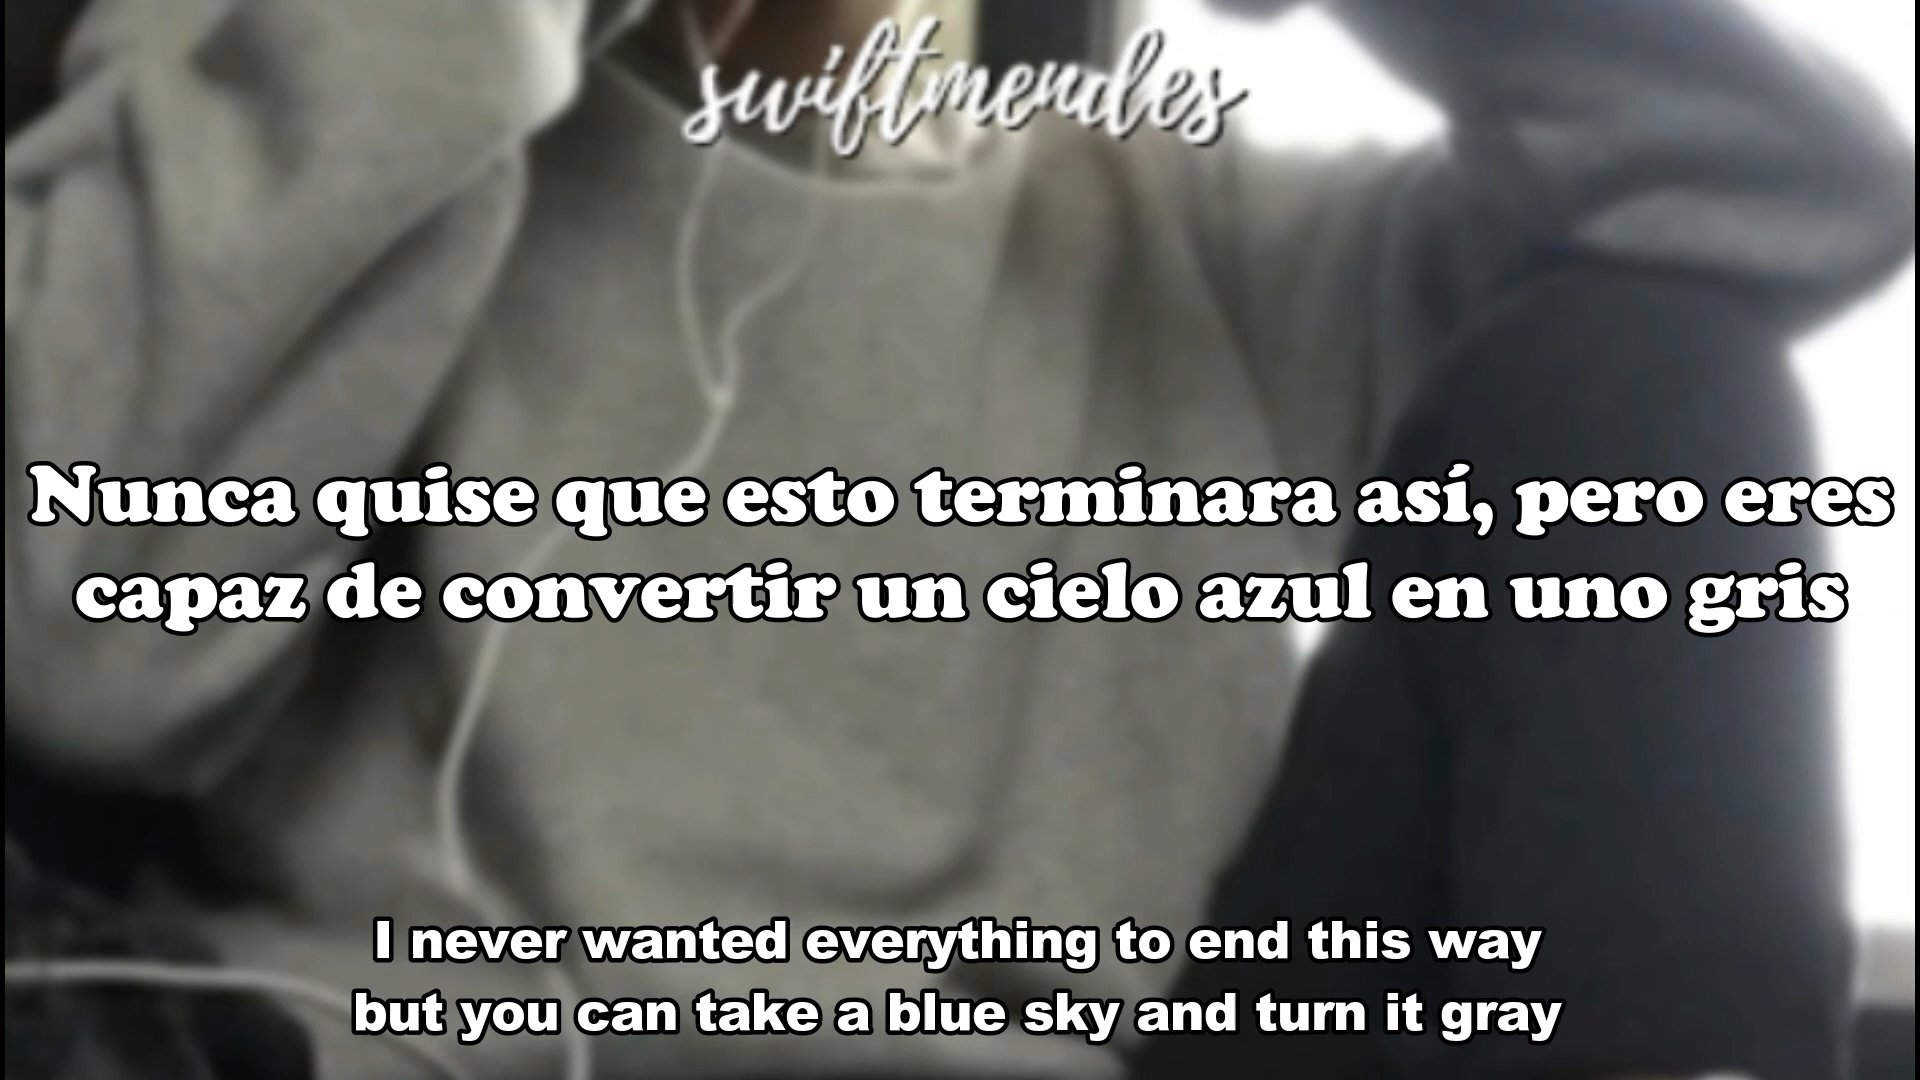 swiftmendes
Nunca quise que esto terminara así, pero eres
capaz de convertir un cielo azul en uno gris
I never wanted everything to end this way
but you can take a blue sky and turn it gray